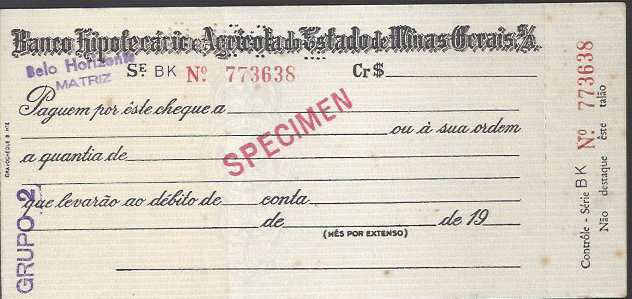 Banco Hipotecário e Agrícola do Estado de Minas Gerais. S/A.
Belo Horizonte
MATRIZ
SE. BK Nº 773638 Cr$
Paguem por êste cheque a
SPECIMEN
ou à sua ordem
a quantia de
que levarão ao débito de conta
de de 19
(MÊS POR EXTENSO)
GRUPO 2
Contrôle - Série BK Nº 773638
Não destaque êste talão